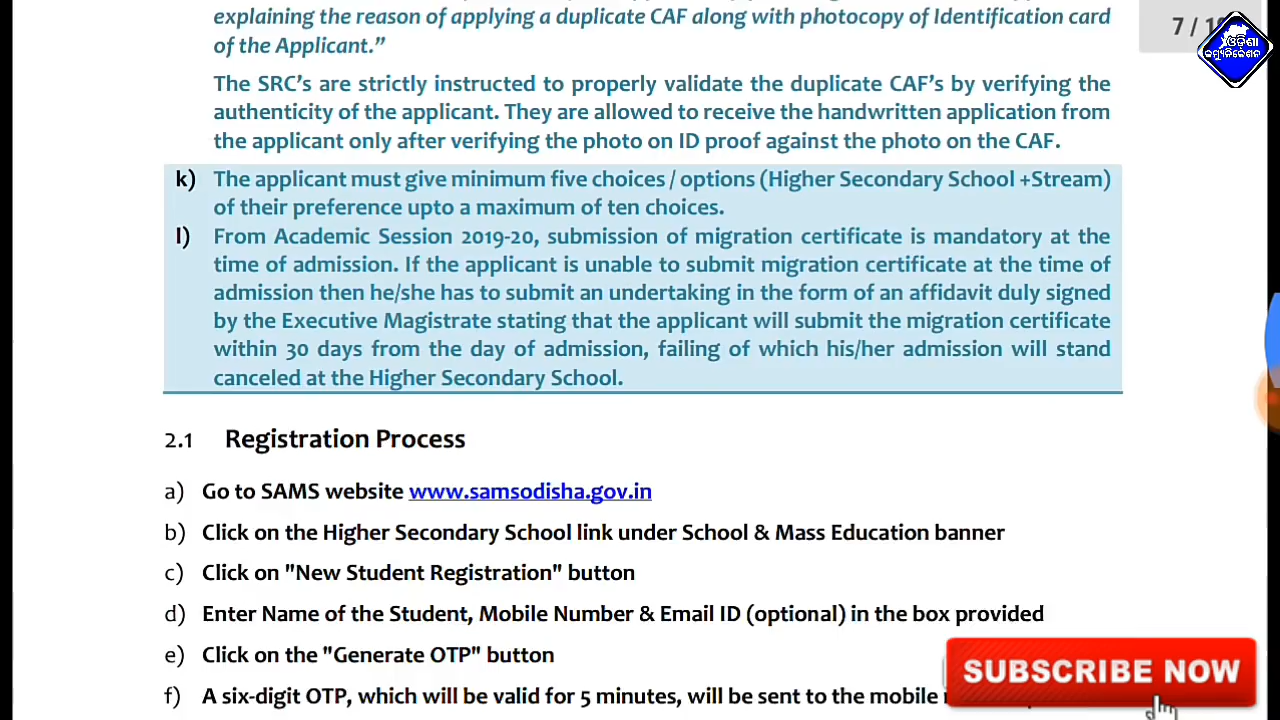 explaining the reason of applying a duplicate CAF along with photocopy of Identification card
of the Applicant.”
7 /
ଓଡ଼ିଶା
କମ୍ୟୁନିକେଶନ
The SRC’s are strictly instructed to properly validate the duplicate CAF’s by verifying the
authenticity of the applicant. They are allowed to receive the handwritten application from
the applicant only after verifying the photo on ID proof against the photo on the CAF.
k) The applicant must give minimum five choices / options (Higher Secondary School +Stream)
of their preference upto a maximum of ten choices.
l) From Academic Session 2019-20, submission of migration certificate is mandatory at the
time of admission. If the applicant is unable to submit migration certificate at the time of
admission then he/she has to submit an undertaking in the form of an affidavit duly signed
by the Executive Magistrate stating that the applicant will submit the migration certificate
within 30 days from the day of admission, failing of which his/her admission will stand
canceled at the Higher Secondary School.
2.1 Registration Process
a) Go to SAMS website www.samsodisha.gov.in
b) Click on the Higher Secondary School link under School & Mass Education banner
c) Click on "New Student Registration" button
d) Enter Name of the Student, Mobile Number & Email ID (optional) in the box provided
e) Click on the "Generate OTP" button
f) A six-digit OTP, which will be valid for 5 minutes, will be sent to the mobile
SUBSCRIBE NOW